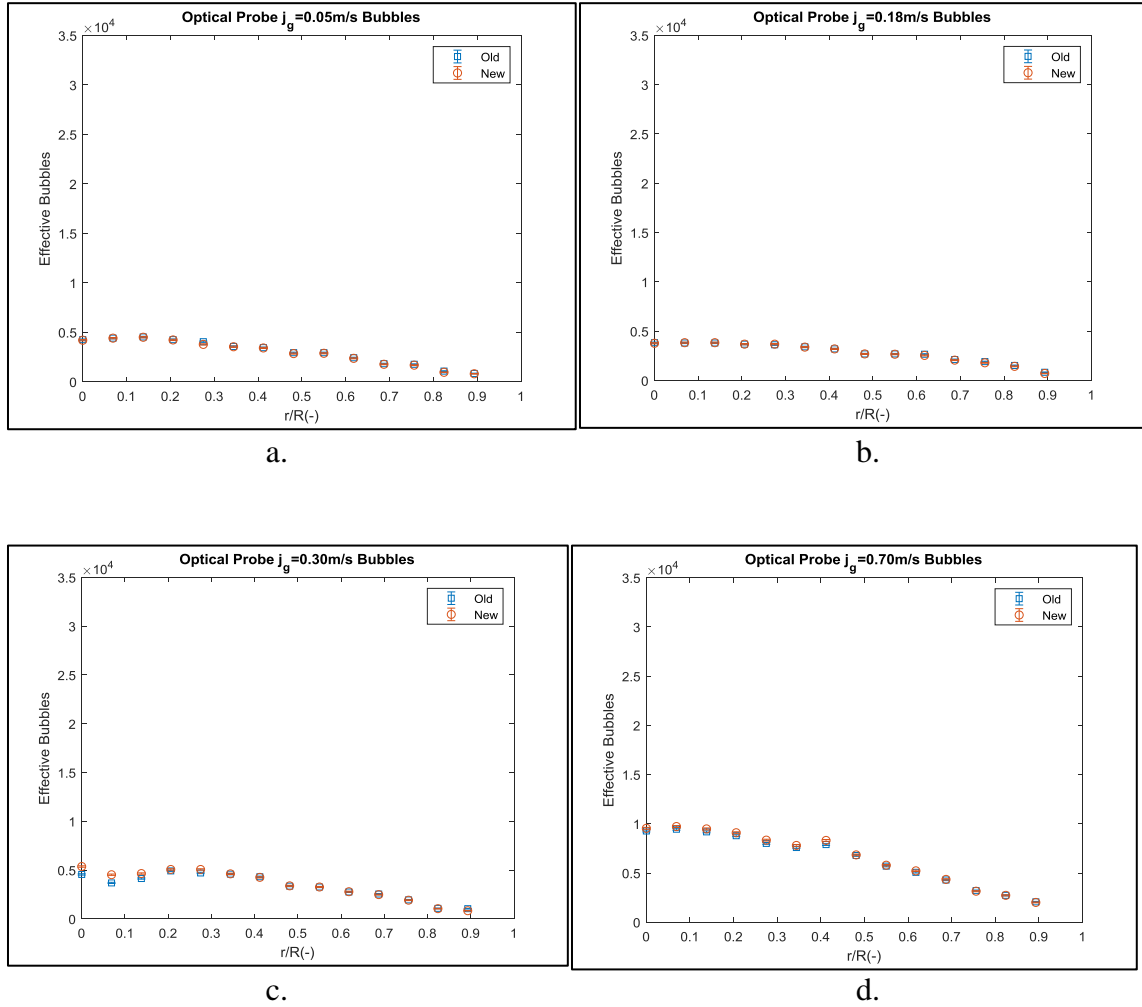 Optical Probe j_g=0.05m/s Bubbles
×10^4
3.5
3
2.5
2
1.5
1
0.5
0
Effective Bubbles
0 0.1 0.2 0.3 0.4 0.5 0.6 0.7 0.8 0.9 1
r/R(-)
Old
New
a.
Optical Probe j_g=0.18m/s Bubbles
×10^4
3.5
3
2.5
2
1.5
1
0.5
0
Effective Bubbles
0 0.1 0.2 0.3 0.4 0.5 0.6 0.7 0.8 0.9 1
r/R(-)
Old
New
b.
Optical Probe j_g=0.30m/s Bubbles
×10^4
3.5
3
2.5
2
1.5
1
0.5
0
Effective Bubbles
0 0.1 0.2 0.3 0.4 0.5 0.6 0.7 0.8 0.9 1
r/R(-)
Old
New
c.
Optical Probe j_g=0.70m/s Bubbles
×10^4
3.5
3
2.5
2
1.5
1
0.5
0
Effective Bubbles
0 0.1 0.2 0.3 0.4 0.5 0.6 0.7 0.8 0.9 1
r/R(-)
Old
New
d.